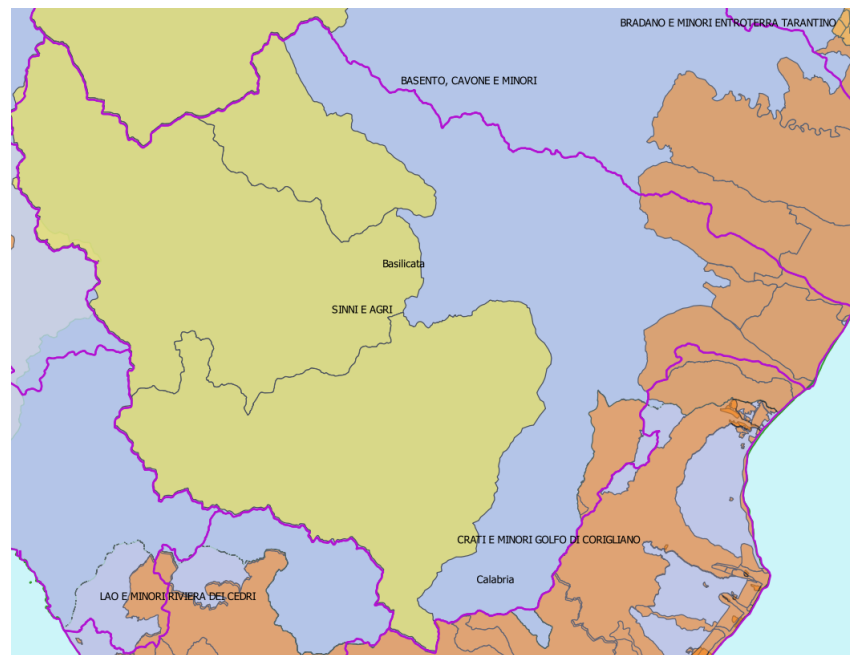 BRADANO E MINORI ENTROTERRA TARANTINO
BASENTO, CAVONE E MINORI
Basilicata
SINNI E AGRI
CRATI E MINORI GOLFO DI CORIGLIANO
Calabria
LAO E MINORI RIVIERA DEI CEDRI